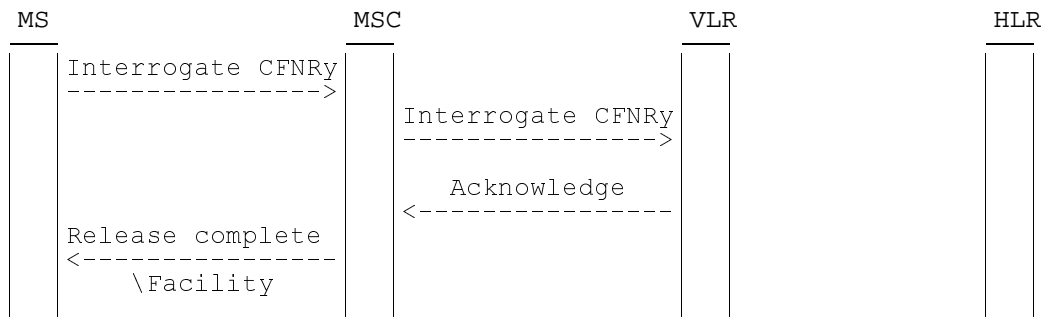 MS MSC VLR HLR
Interrogate CFNRy
---------------->
Interrogate CFNRy
---------------->
Acknowledge
<----------------
Release complete
<----------------
\Facility